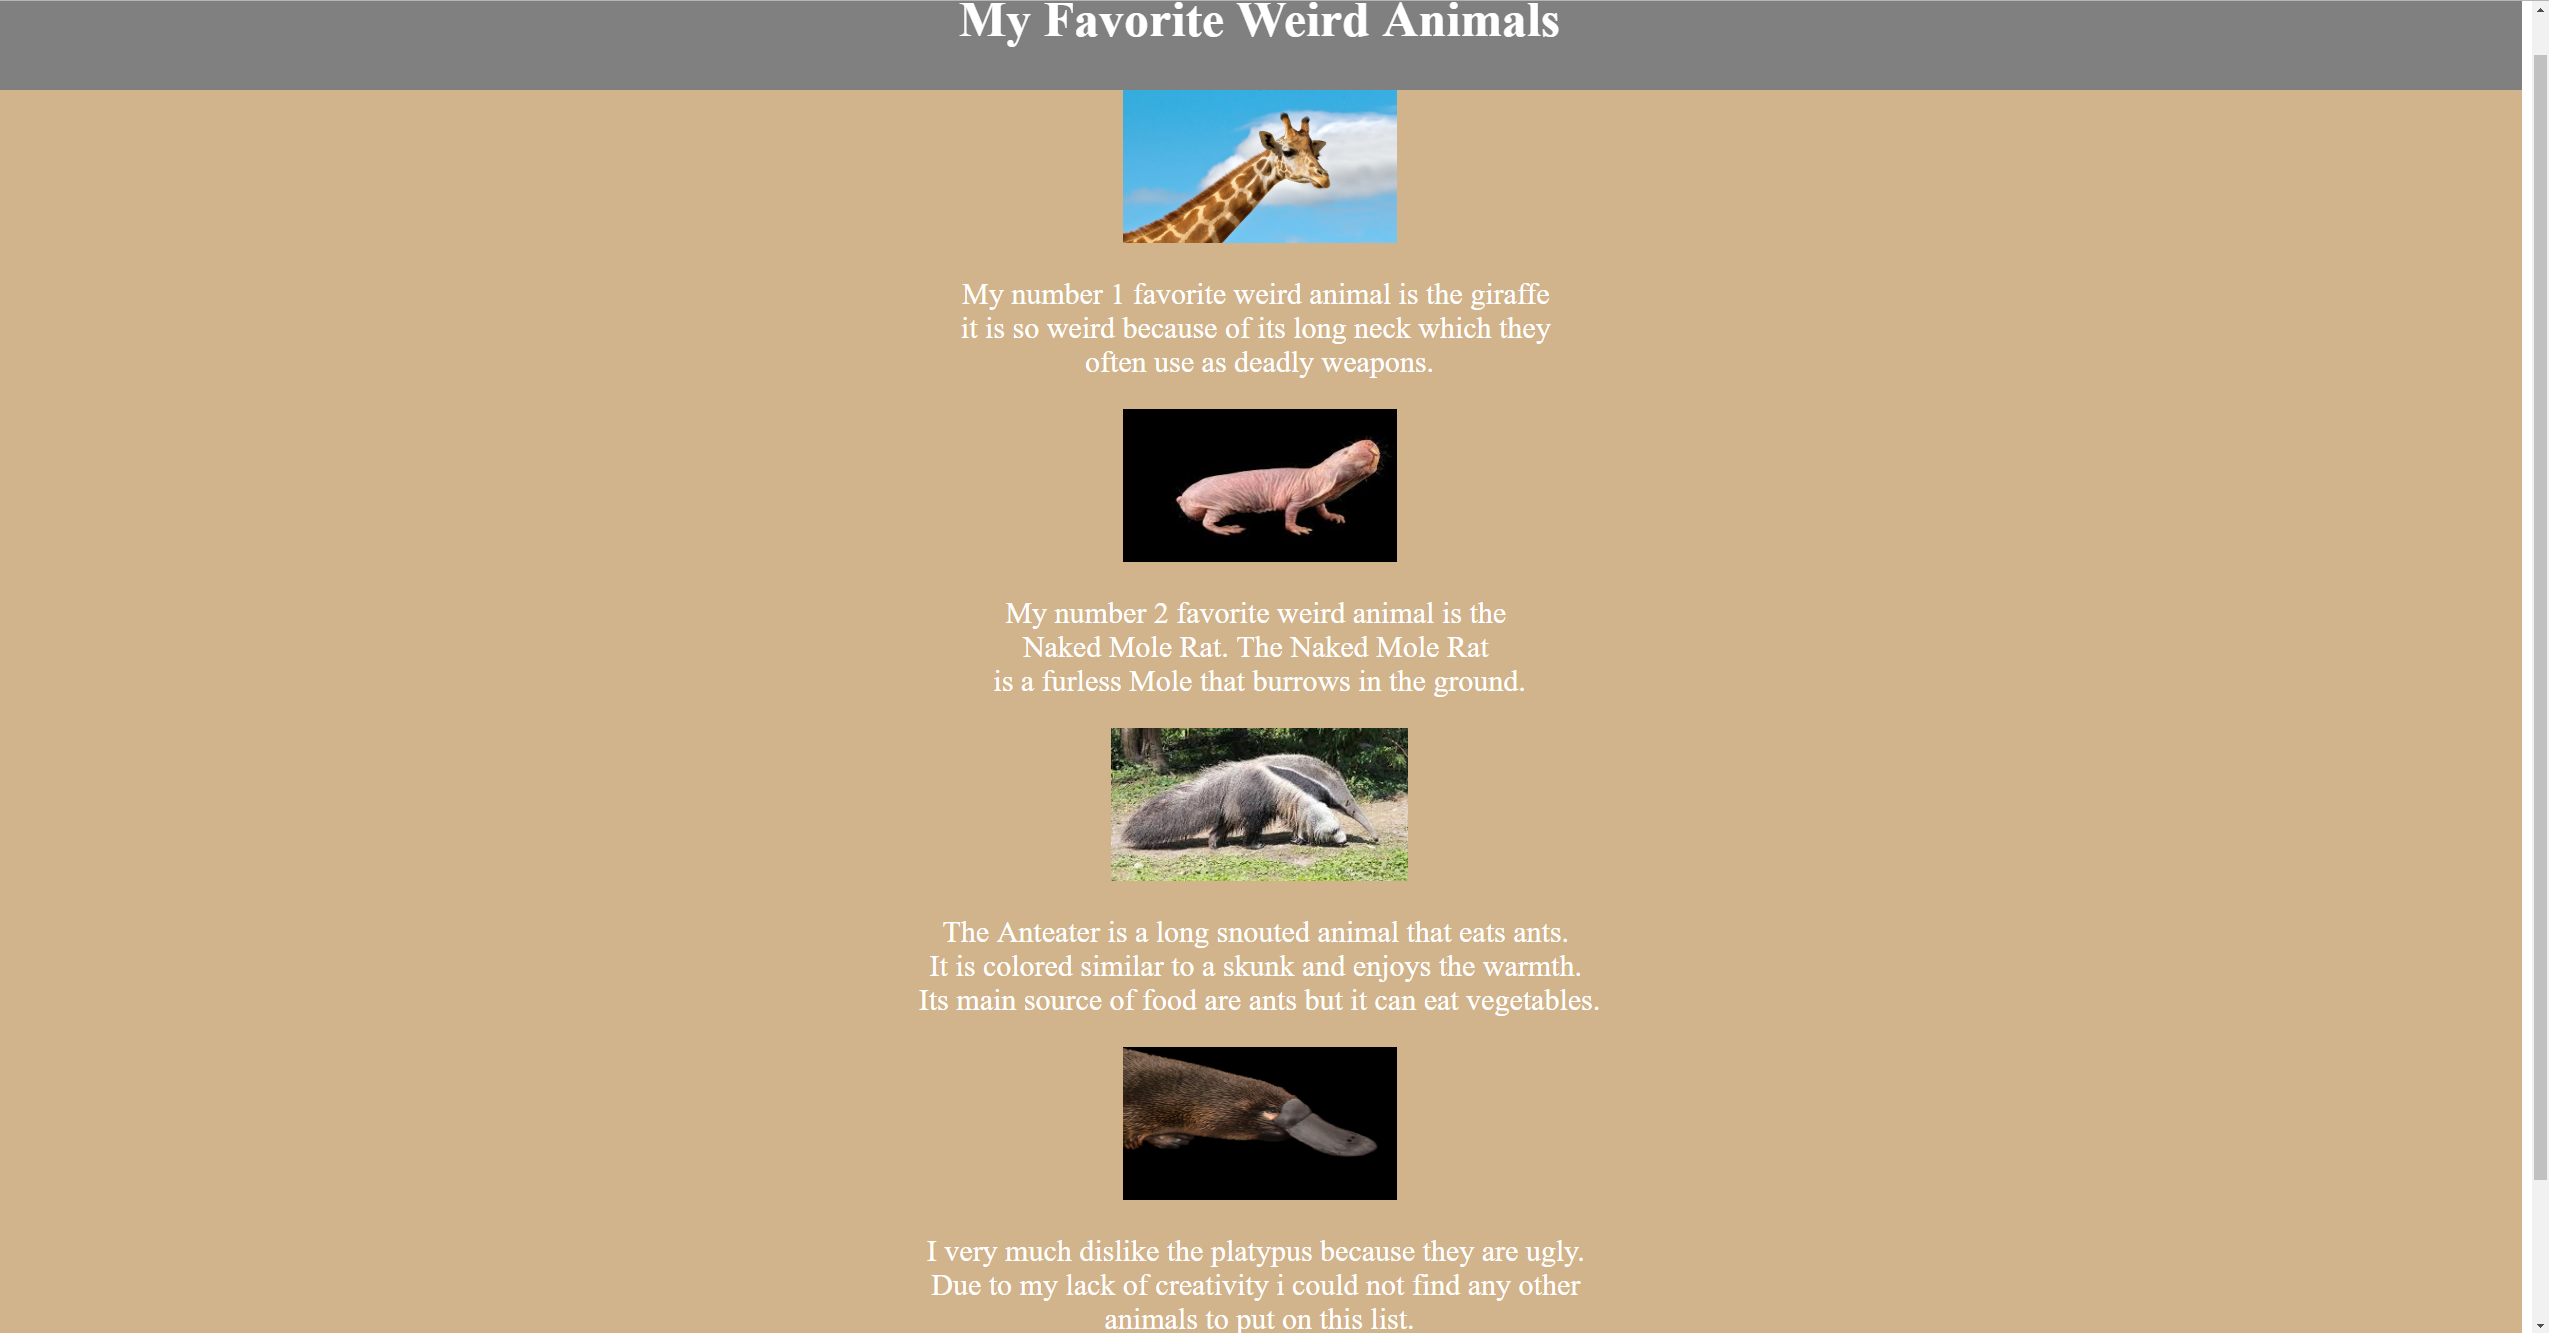 My Favorite Weird Animals
My number 1 favorite weird animal is the giraffe
it is so weird because of its long neck which they
often use as deadly weapons.
My number 2 favorite weird animal is the
Naked Mole Rat. The Naked Mole Rat
is a furless Mole that burrows in the ground.
The Anteater is a long snouted animal that eats ants.
It is colored similar to a skunk and enjoys the warmth.
Its main source of food are ants but it can eat vegetables.
I very much dislike the platypus because they are ugly.
Due to my lack of creativity i could not find any other
animals to put on this list.